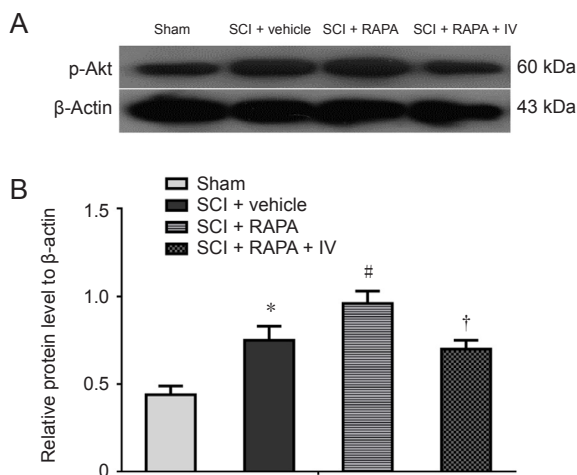 A
Sham SCI + vehicle SCI + RAPA SCI + RAPA + IV
p-Akt 60 kDa
β-Actin 43 kDa
B
Sham
SCI + vehicle
SCI + RAPA
SCI + RAPA + IV
Relative protein level to β-actin
1.5
1.0
0.5
0
*
#
†